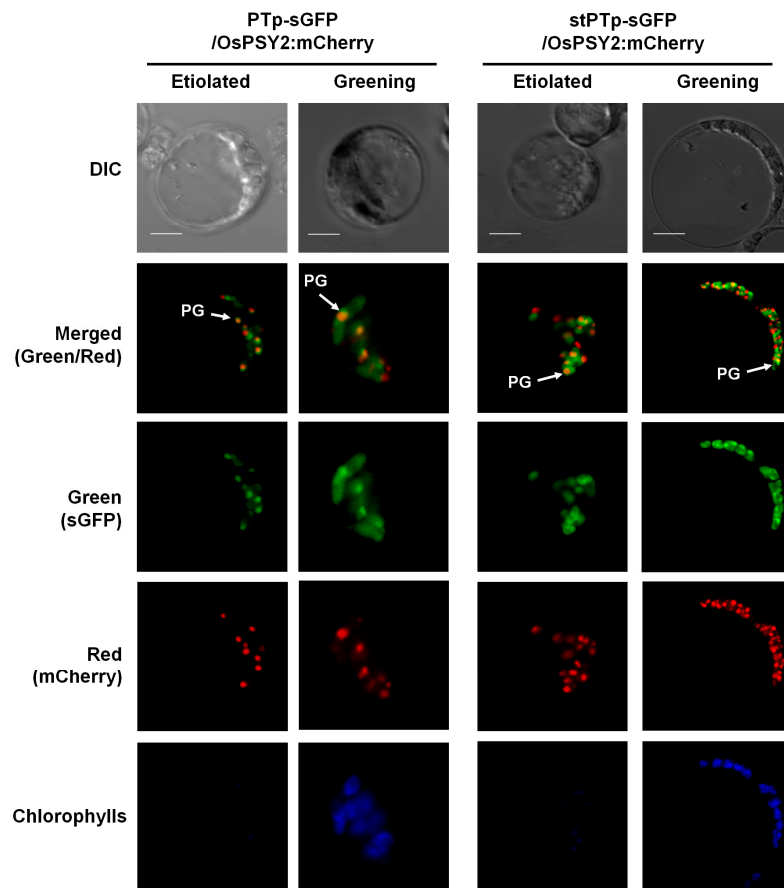 PTp-sGFP
/OsPSY2:mCherry
stPTp-sGFP
/OsPSY2:mCherry
Etiolated
Greening
Etiolated
Greening
DIC
Merged
(Green/Red)
PG
PG
PG
PG
Green
(sGFP)
Red
(mCherry)
Chlorophylls